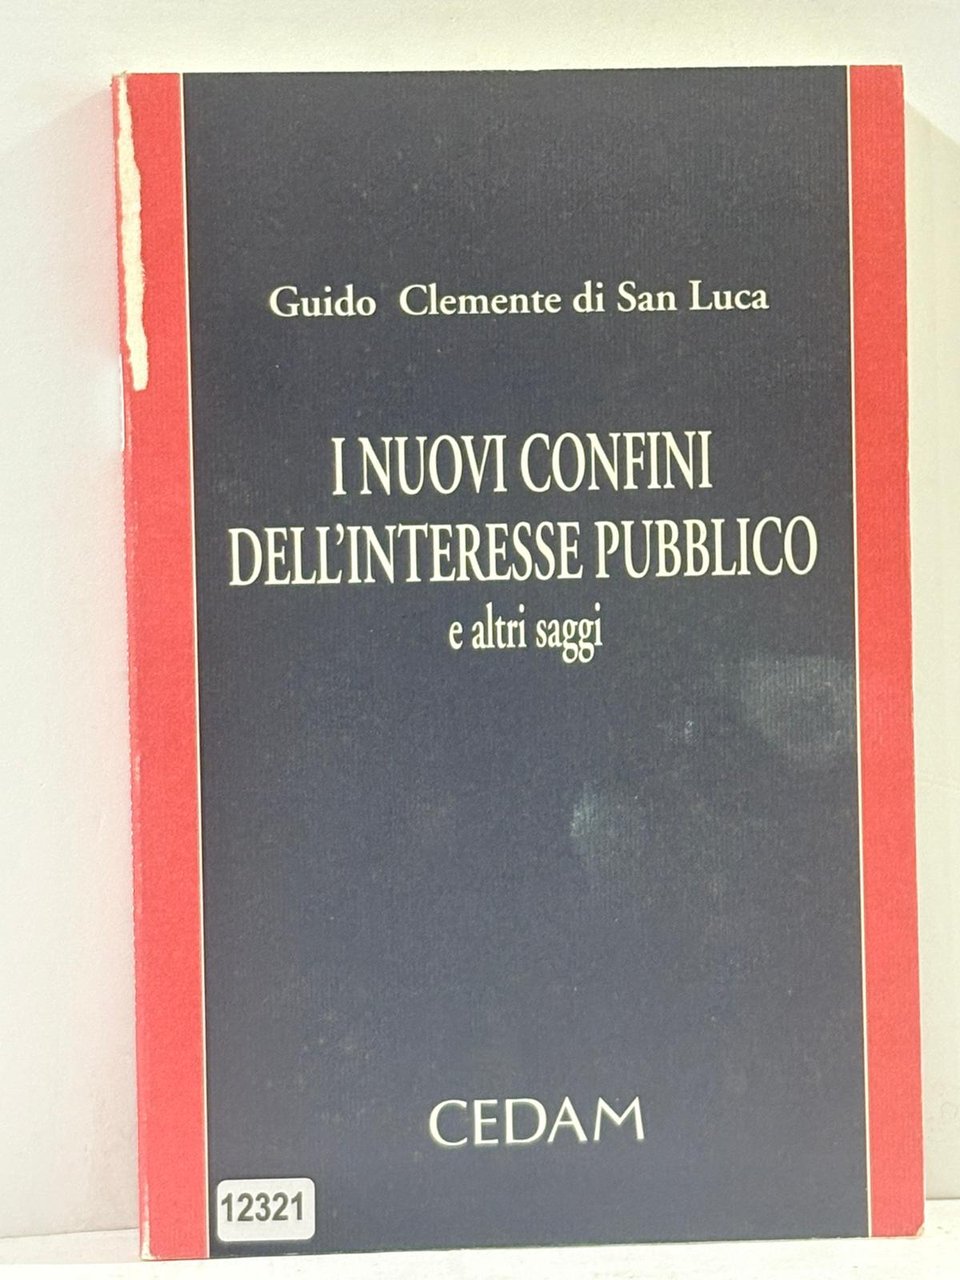 Guido Clemente di San Luca
I NUOVI CONFINI
DELL'INTERESSE PUBBLICO
e altri saggi
CEDAM
12321